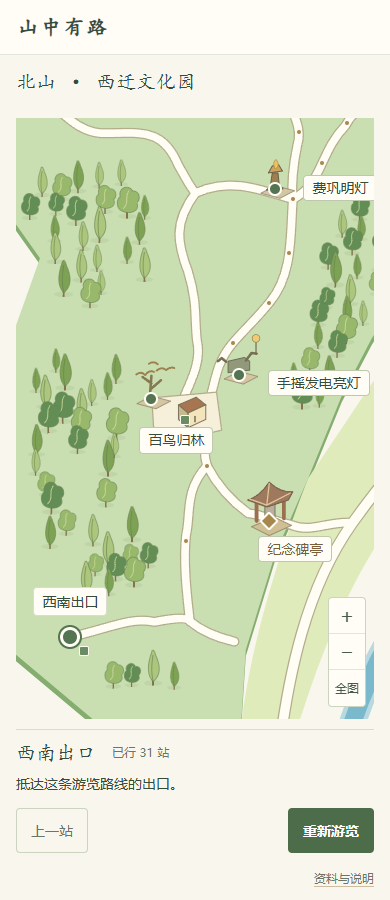 山中有路
北山 • 西迁文化园
费巩明灯
手摇发电亮灯
百鸟归林
纪念碑亭
西南出口
+
−
全图
西南出口 已行 31 站
抵达这条游览路线的出口。
上一站 重新游览
资料与说明